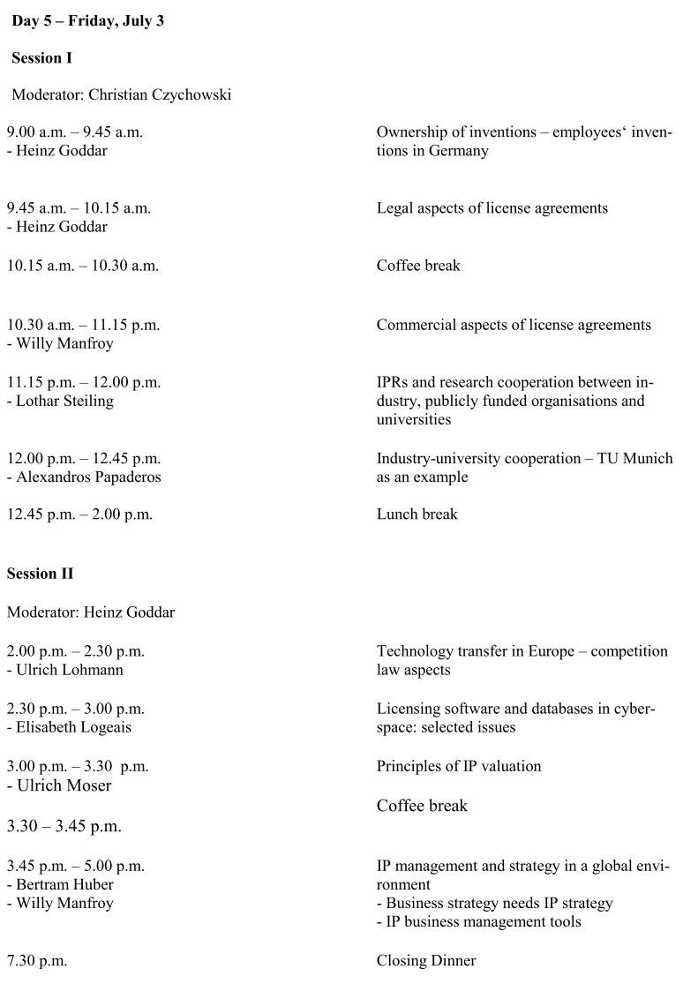 Day 5 – Friday, July 3
Session I
Moderator: Christian Czychowski
9.00 a.m. – 9.45 a.m.
- Heinz Goddar
Ownership of inventions – employees‘ inven-
tions in Germany
9.45 a.m. – 10.15 a.m.
- Heinz Goddar
Legal aspects of license agreements
10.15 a.m. – 10.30 a.m.
Coffee break
10.30 a.m. – 11.15 p.m.
- Willy Manfroy
Commercial aspects of license agreements
11.15 p.m. – 12.00 p.m.
- Lothar Steiling
IPRs and research cooperation between in-
dustry, publicly funded organisations and
universities
12.00 p.m. – 12.45 p.m.
- Alexandros Papaderos
Industry-university cooperation – TU Munich
as an example
12.45 p.m. – 2.00 p.m.
Lunch break
Session II
Moderator: Heinz Goddar
2.00 p.m. – 2.30 p.m.
- Ulrich Lohmann
Technology transfer in Europe – competition
law aspects
2.30 p.m. – 3.00 p.m.
- Elisabeth Logeais
Licensing software and databases in cyber-
space: selected issues
3.00 p.m. – 3.30  p.m.
- Ulrich Moser
Principles of IP valuation
Coffee break
3.30 – 3.45 p.m.
3.45 p.m. – 5.00 p.m.
- Bertram Huber
- Willy Manfroy
IP management and strategy in a global envi-
ronment
- Business strategy needs IP strategy
- IP business management tools
7.30 p.m.
Closing Dinner